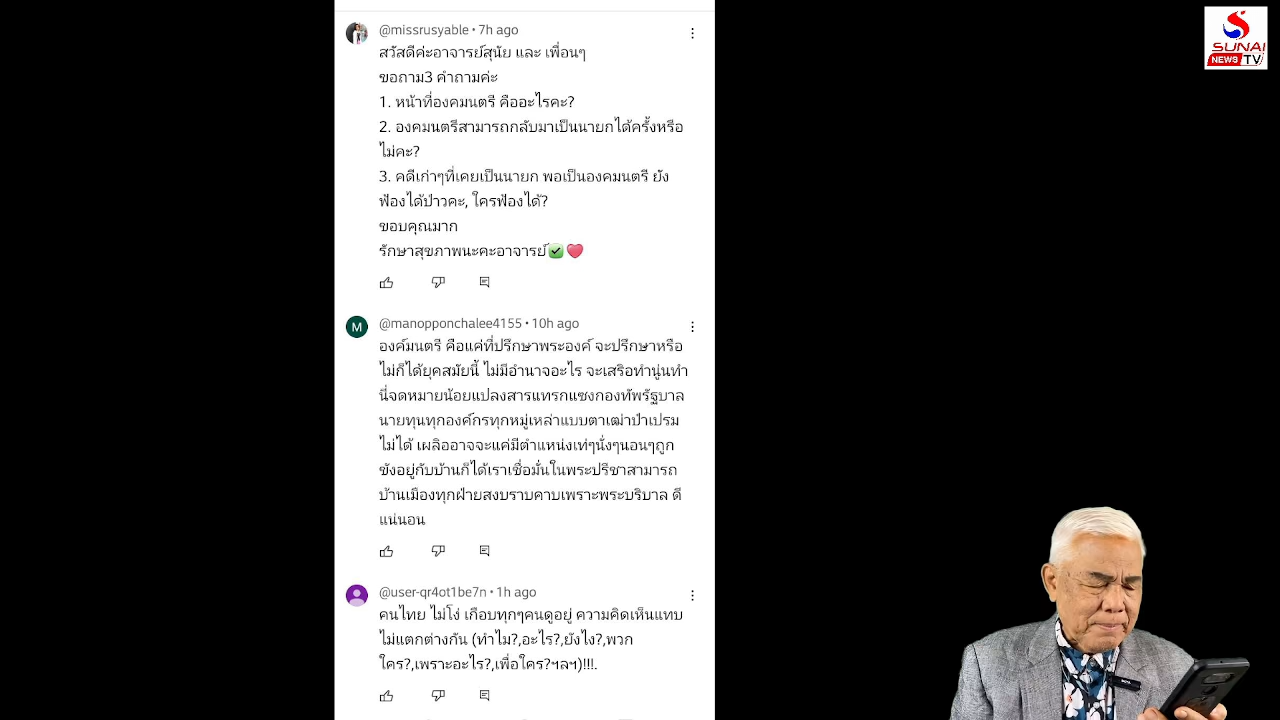 @missrusyable • 7h ago
สวัสดีค่ะอาจารย์สุนัย และ เพื่อนๆ
ขอถาม3 คำถามค่ะ
1. หน้าที่องคมนตรี คืออะไรคะ?
2. องคมนตรีสามารถกลับมาเป็นนายกได้ครั้งหรือ
ไม่คะ?
3. คดีเก่าๆที่เคยเป็นนายก พอเป็นองคมนตรี ยัง
ฟ้องได้ป่าวคะ, ใครฟ้องได้?
ขอบคุณมาก
รักษาสุขภาพนะคะอาจารย์✅❤️
M
@manopponchalee4155 • 10h ago
องค์มนตรี คือแค่ที่ปรึกษาพระองค์ จะปรึกษาหรือ
ไม่ก็ได้ยุคสมัยนี้ ไม่มีอำนาจอะไร จะเสริอทำนู่นทำ
นี่จดหมายน้อยแปลงสารแทรกแซงกองทัพรัฐบาล
นายทุนทุกองค์กรทุกหมู่เหล่าแบบตาเฒ่าป๋าเปรม
ไม่ได้ เผลิออาจจะแค่มีตำแหน่งเท่ๆนั่งๆนอนๆถูก
ขังอยู่กับบ้านก็ได้เราเชื่อมั่นในพระปรีชาสามารถ
บ้านเมืองทุกฝ่ายสงบราบคาบเพราะพระบริบาล ดี
แน่นอน
@user-qr4ot1be7n • 1h ago
คนไทย ไม่โง่ เกือบทุกๆคนดูอยู่ ความคิดเห็นแทบ
ไม่แตกต่างกัน (ทำไม?,อะไร?,ยังไง?,พวก
ใคร?,เพราะอะไร?,เพื่อใคร?ฯลฯ)!!!.
SUNAI
NEWS TV